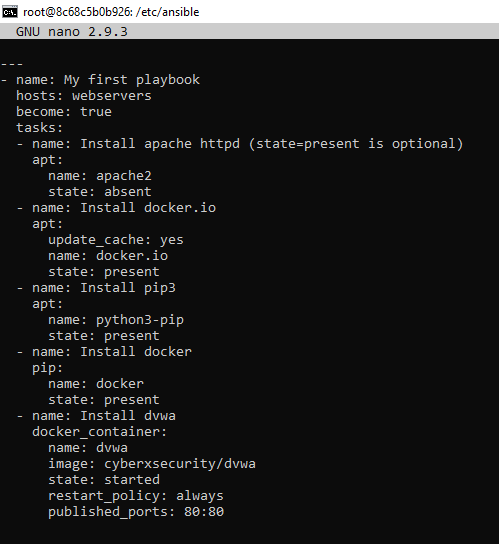 root@8c68c5b0b926: /etc/ansible
GNU nano 2.9.3
---
- name: My first playbook
  hosts: webservers
  become: true
  tasks:
  - name: Install apache httpd (state=present is optional)
    apt:
      name: apache2
      state: absent
  - name: Install docker.io
    apt:
      update_cache: yes
      name: docker.io
      state: present
  - name: Install pip3
    apt:
      name: python3-pip
      state: present
  - name: Install docker
    pip:
      name: docker
      state: present
  - name: Install dvwa
    docker_container:
      name: dvwa
      image: cyberxsecurity/dvwa
      state: started
      restart_policy: always
      published_ports: 80:80